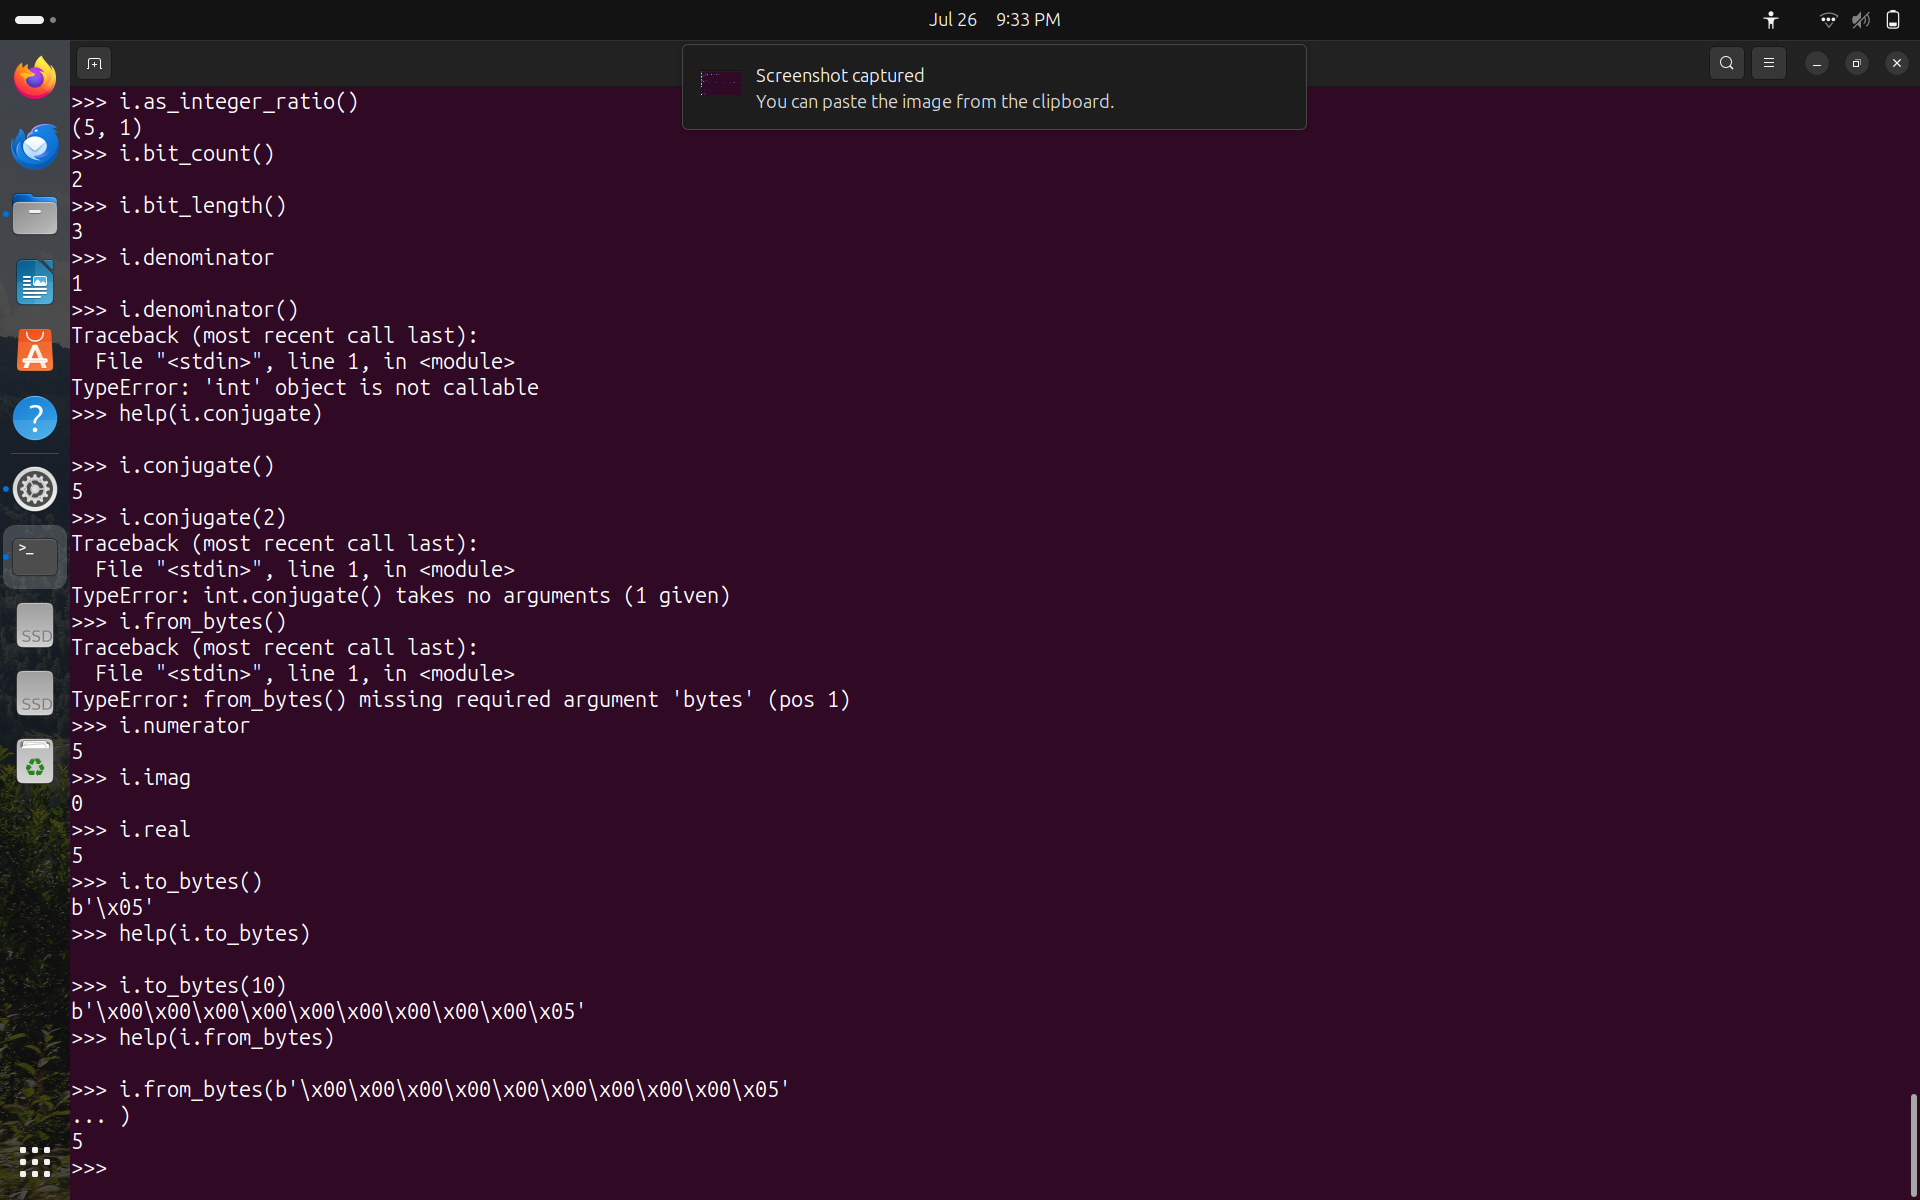 Jul 26 9:33 PM
Screenshot captured
You can paste the image from the clipboard.
>>> i.as_integer_ratio()
(5, 1)
>>> i.bit_count()
2
>>> i.bit_length()
3
>>> i.denominator
1
>>> i.denominator()
Traceback (most recent call last):
  File "<stdin>", line 1, in <module>
TypeError: 'int' object is not callable
>>> help(i.conjugate)

>>> i.conjugate()
5
>>> i.conjugate(2)
Traceback (most recent call last):
  File "<stdin>", line 1, in <module>
TypeError: int.conjugate() takes no arguments (1 given)
>>> i.from_bytes()
Traceback (most recent call last):
  File "<stdin>", line 1, in <module>
TypeError: from_bytes() missing required argument 'bytes' (pos 1)
>>> i.numerator
5
>>> i.imag
0
>>> i.real
5
>>> i.to_bytes()
b'\x05'
>>> help(i.to_bytes)

>>> i.to_bytes(10)
b'\x00\x00\x00\x00\x00\x00\x00\x00\x00\x05'
>>> help(i.from_bytes)

>>> i.from_bytes(b'\x00\x00\x00\x00\x00\x00\x00\x00\x00\x05'
... )
5
>>>
SSD
SSD